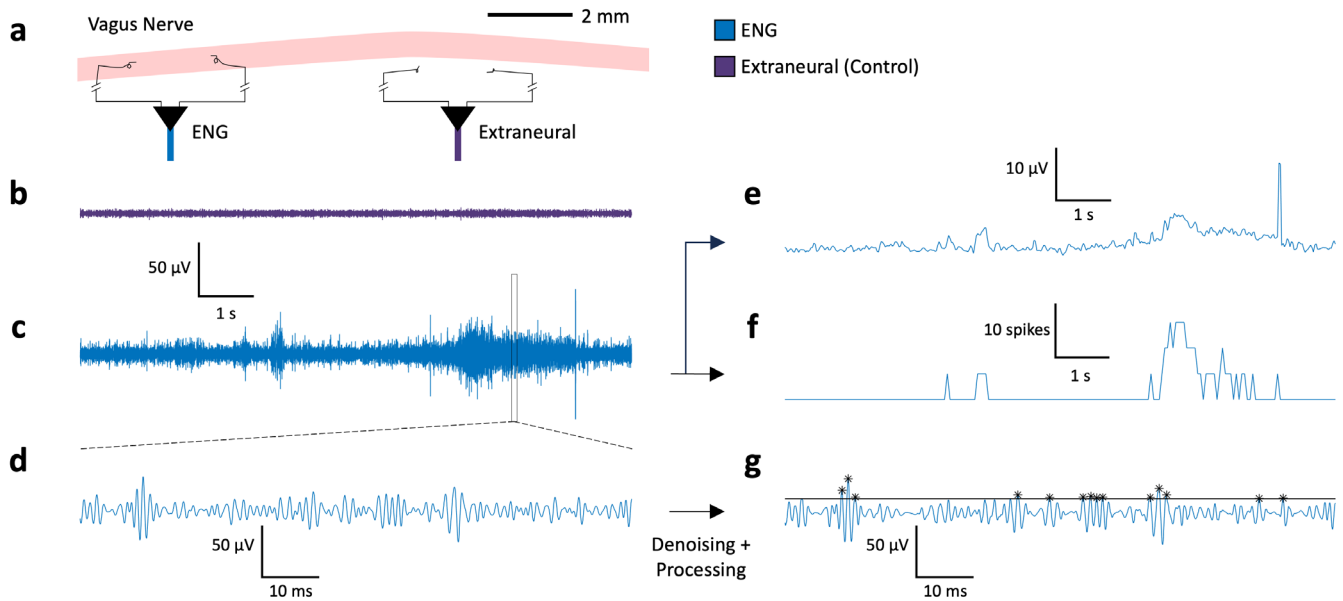 a
Vagus Nerve
2 mm
ENG
Extraneural (Control)
ENG
Extraneural
b
50 µV
1 s
c
d
50 µV
10 ms
Denoising +
Processing
e
10 µV
1 s
f
10 spikes
1 s
g
50 µV
10 ms